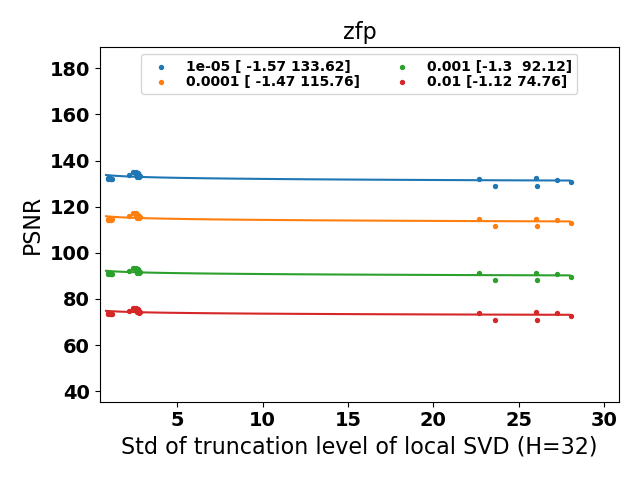 zfp
1e-05 [ -1.57 133.62]
0.0001 [ -1.47 115.76]
0.001 [-1.3  92.12]
0.01 [-1.12 74.76]
180
160
140
120
100
80
60
40
PSNR
5 10 15 20 25 30
Std of truncation level of local SVD (H=32)